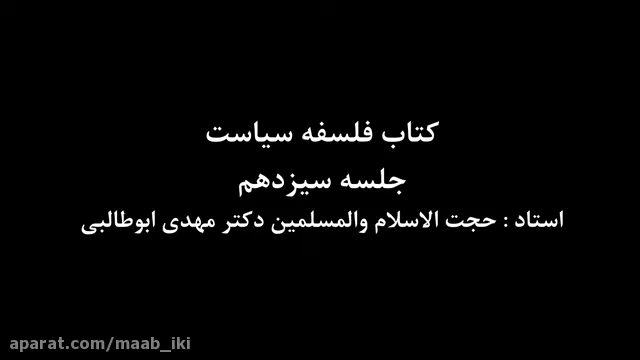 کتاب فلسفه سیاست
جلسه سیزدهم
استاد : حجت الاسلام والمسلمین دکتر مهدی ابوطالبی
aparat.com/maab_iki